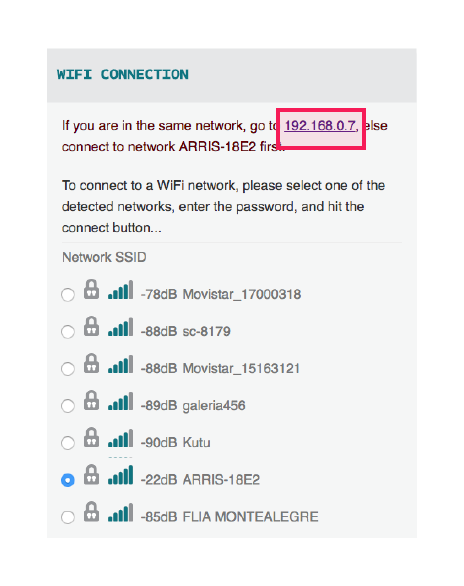 WIFI CONNECTION
If you are in the same network, go to 192.168.0.7, else
connect to network ARRIS-18E2 first.
To connect to a WiFi network, please select one of the
detected networks, enter the password, and hit the
connect button...
Network SSID
-78dB Movistar_17000318
-88dB sc-8179
-88dB Movistar_15163121
-89dB galeria456
-90dB Kutu
-22dB ARRIS-18E2
-85dB FLIA MONTEALEGRE